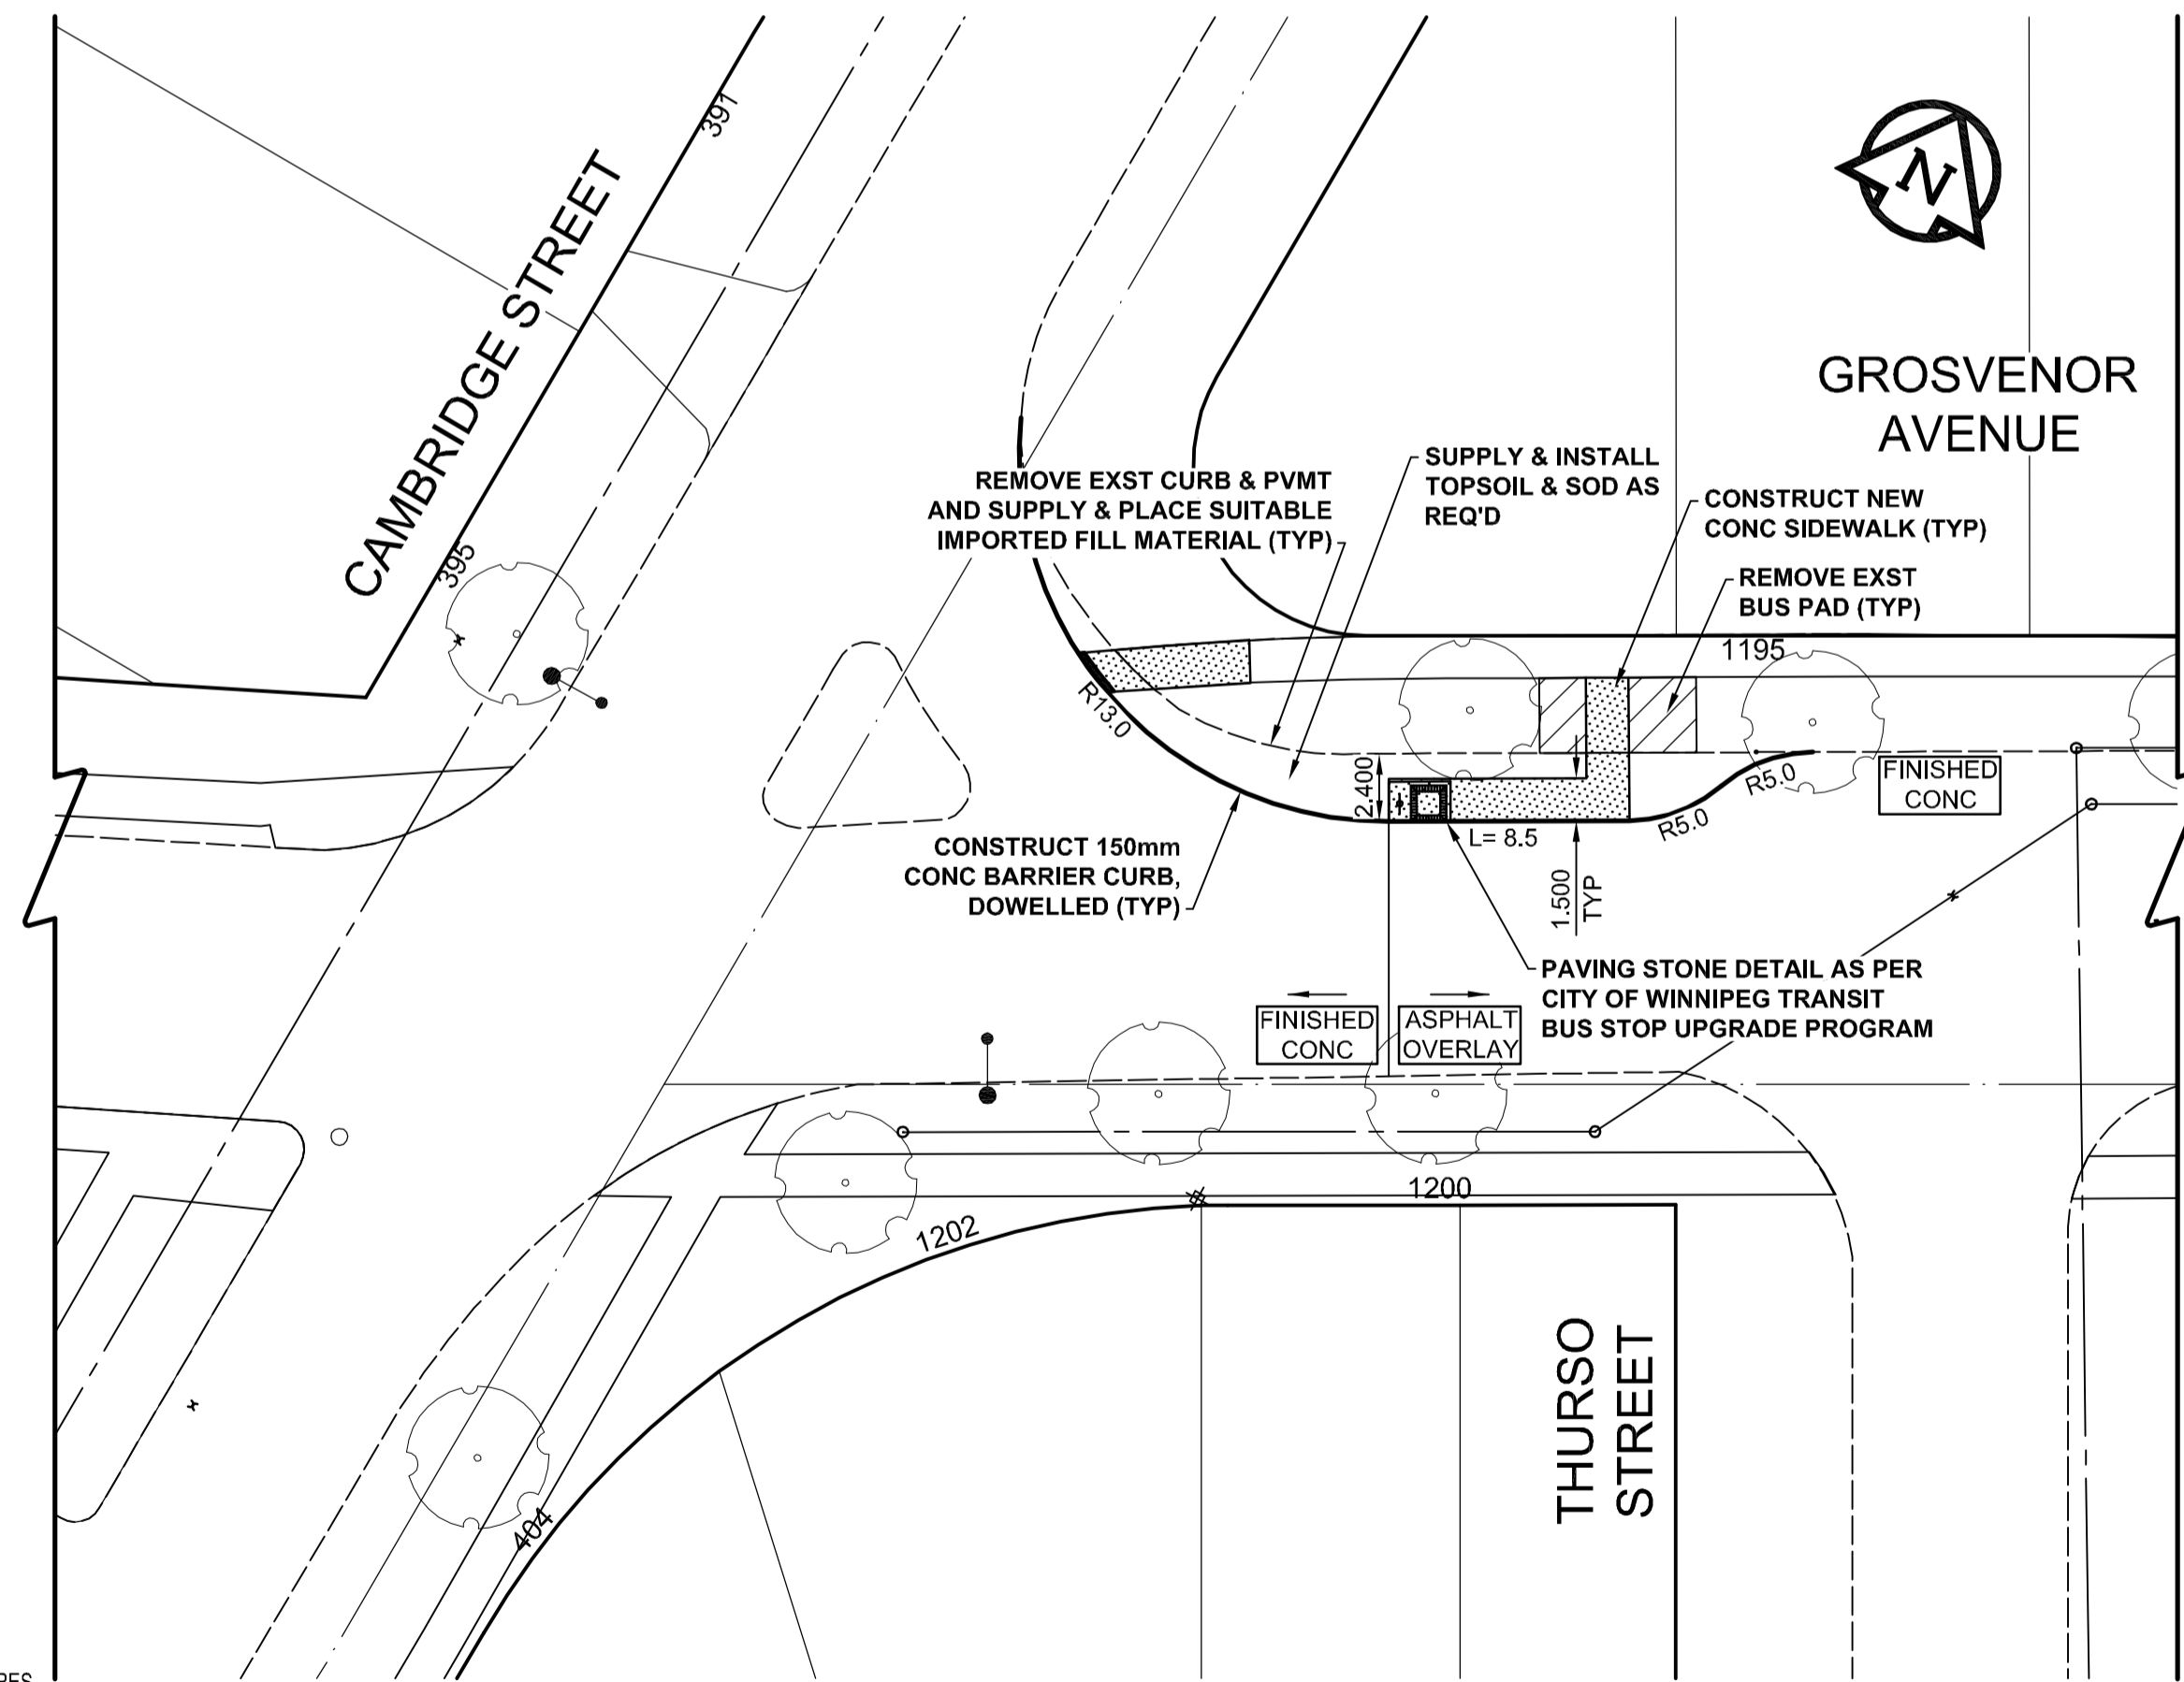 391
CAMBRIDGE STREET
395
N
GROSVENOR
AVENUE
REMOVE EXST CURB & PVMT
AND SUPPLY & PLACE SUITABLE
IMPORTED FILL MATERIAL (TYP)
SUPPLY & INSTALL
TOPSOIL & SOD AS
REQ'D
CONSTRUCT NEW
CONC SIDEWALK (TYP)
REMOVE EXST
BUS PAD (TYP)
1195
R13.0
2.400
R5.0
FINISHED
CONC
R5.0
L= 8.5
CONSTRUCT 150mm
CONC BARRIER CURB,
DOWELLED (TYP)
1.500
TYP
PAVING STONE DETAIL AS PER
CITY OF WINNIPEG TRANSIT
BUS STOP UPGRADE PROGRAM
FINISHED
CONC
ASPHALT
OVERLAY
1200
1202
THURSO
STREET
404